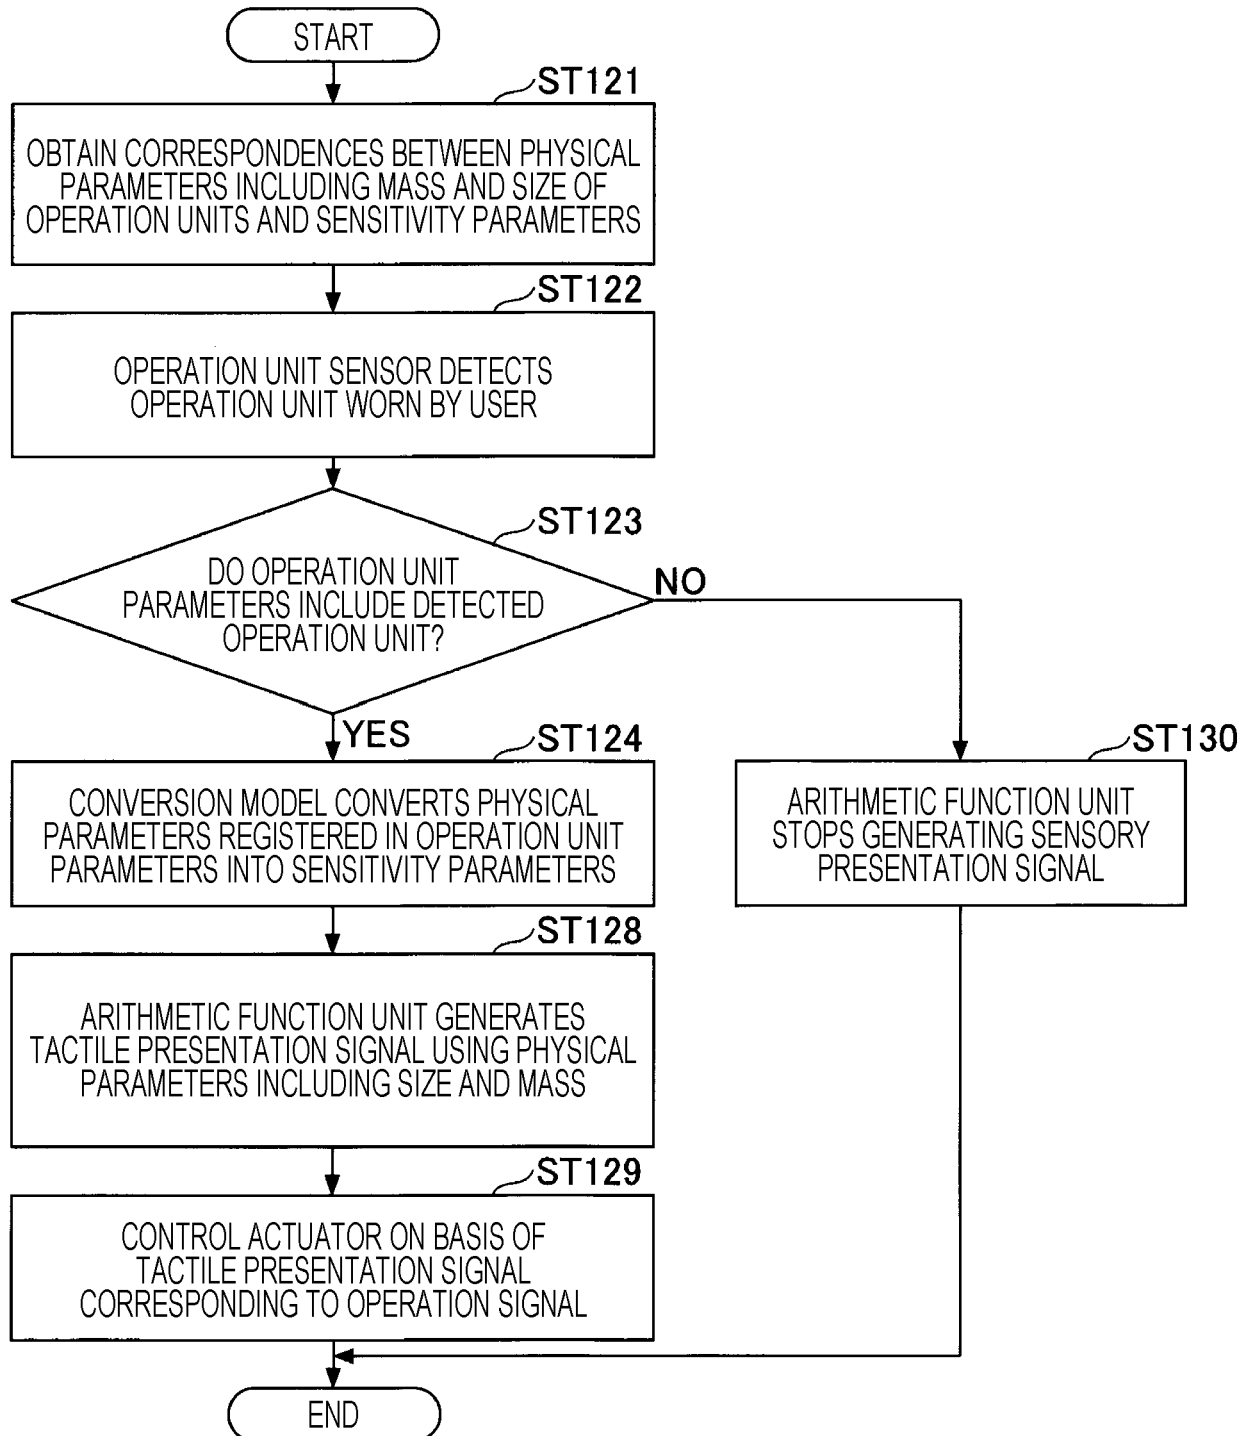 START
ST121
OBTAIN CORRESPONDENCES BETWEEN PHYSICAL
PARAMETERS INCLUDING MASS AND SIZE OF
OPERATION UNITS AND SENSITIVITY PARAMETERS
ST122
OPERATION UNIT SENSOR DETECTS
OPERATION UNIT WORN BY USER
ST123
DO OPERATION UNIT
PARAMETERS INCLUDE DETECTED
OPERATION UNIT?
NO
YES
ST124
CONVERSION MODEL CONVERTS PHYSICAL
PARAMETERS REGISTERED IN OPERATION UNIT
PARAMETERS INTO SENSITIVITY PARAMETERS
ST130
ARITHMETIC FUNCTION UNIT
STOPS GENERATING SENSORY
PRESENTATION SIGNAL
ST128
ARITHMETIC FUNCTION UNIT GENERATES
TACTILE PRESENTATION SIGNAL USING PHYSICAL
PARAMETERS INCLUDING SIZE AND MASS
ST129
CONTROL ACTUATOR ON BASIS OF
TACTILE PRESENTATION SIGNAL
CORRESPONDING TO OPERATION SIGNAL
END